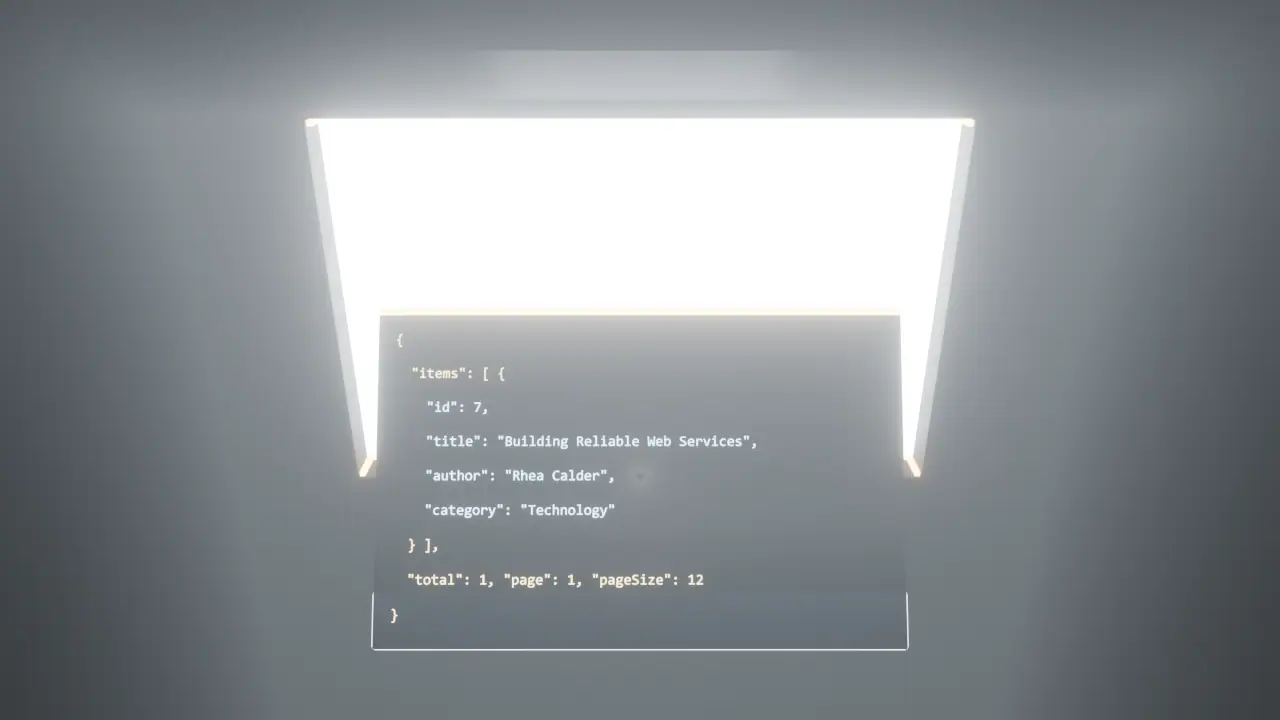 {
"items": [ {
"id": 7,
"title": "Building Reliable Web Services",
"author": "Rhea Calder",
"category": "Technology"
} ],
"total": 1, "page": 1, "pageSize": 12
}